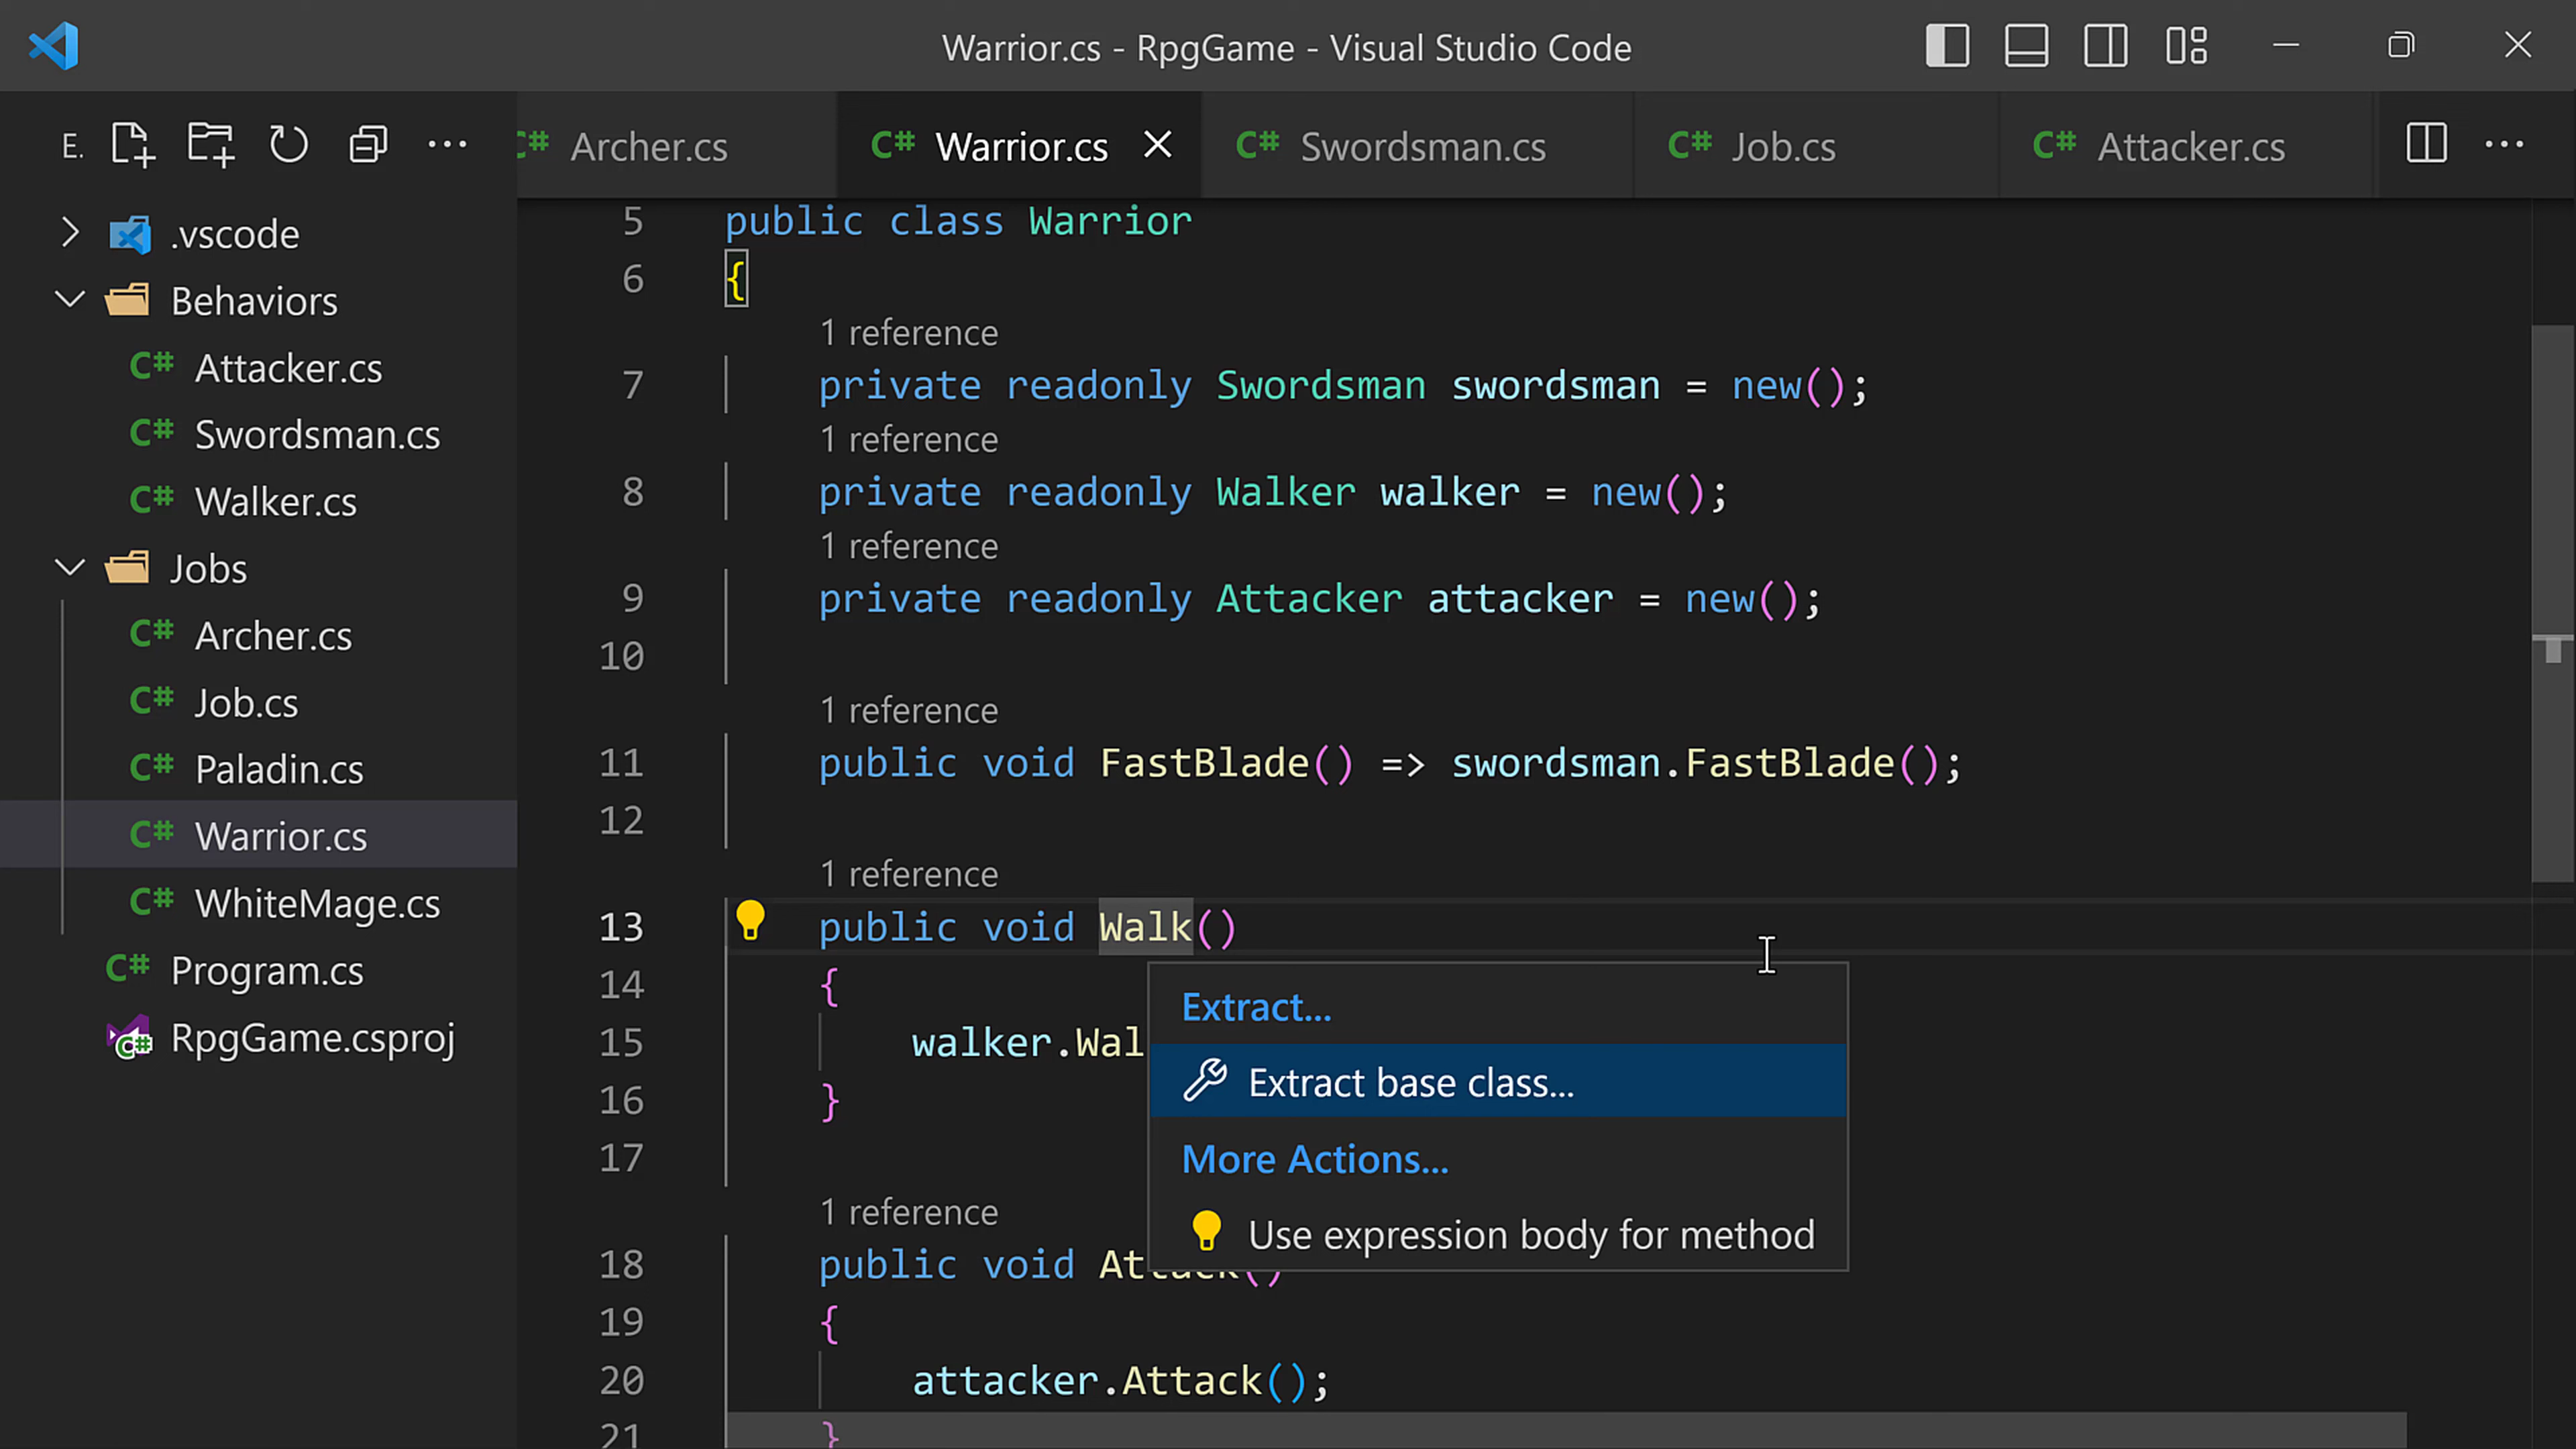 Warrior.cs - RpgGame - Visual Studio Code
E.
C# Archer.cs
C# Warrior.cs
C# Swordsman.cs
C# Job.cs
C# Attacker.cs
.vscode
Behaviors
C# Attacker.cs
C# Swordsman.cs
C# Walker.cs
Jobs
C# Archer.cs
C# Job.cs
C# Paladin.cs
C# Warrior.cs
C# WhiteMage.cs
C# Program.cs
C# RpgGame.csproj
5 public class Warrior
6 {
1 reference
7 private readonly Swordsman swordsman = new();
1 reference
8 private readonly Walker walker = new();
1 reference
9 private readonly Attacker attacker = new();
10
1 reference
11 public void FastBlade() => swordsman.FastBlade();
12
1 reference
13 public void Walk()
14 {
15 walker.Wal
16 }
17
1 reference
18 public void Attack()
19 {
20 attacker.Attack();
21 }
Extract...
Extract base class...
More Actions...
Use expression body for method